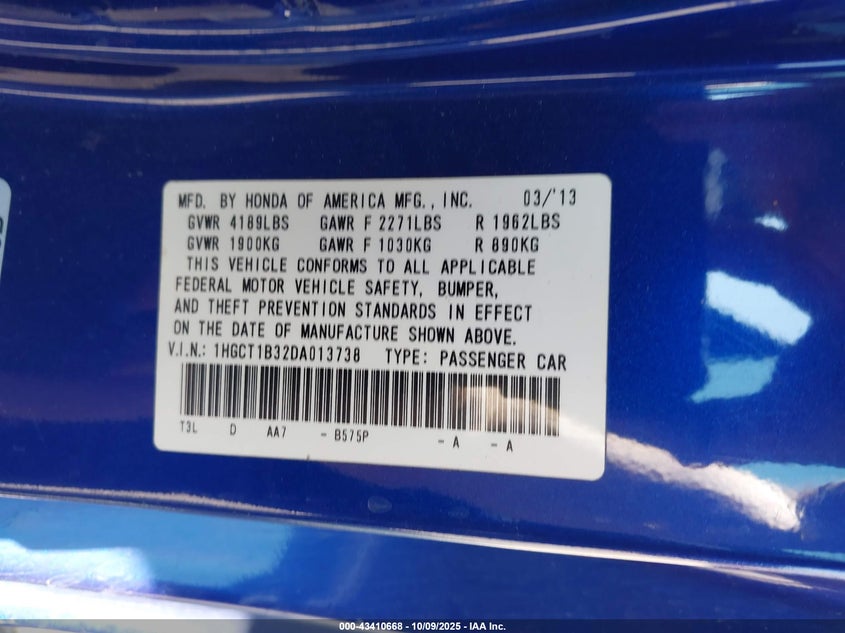 MFD. BY HONDA OF AMERICA MFG., INC. 03/'13
GVWR 4189LBS GAWR F 2271LBS R 1962LBS
GVWR 1900KG GAWR F 1030KG R 890KG
THIS VEHICLE CONFORMS TO ALL APPLICABLE
FEDERAL MOTOR VEHICLE SAFETY, BUMPER,
AND THEFT PREVENTION STANDARDS IN EFFECT
ON THE DATE OF MANUFACTURE SHOWN ABOVE.
V.I.N.: 1HGCT1B32DA013738 TYPE: PASSENGER CAR
T3L D AA7 - B575P - A - A
000-43410668 - 10/09/2025 - IAA Inc.